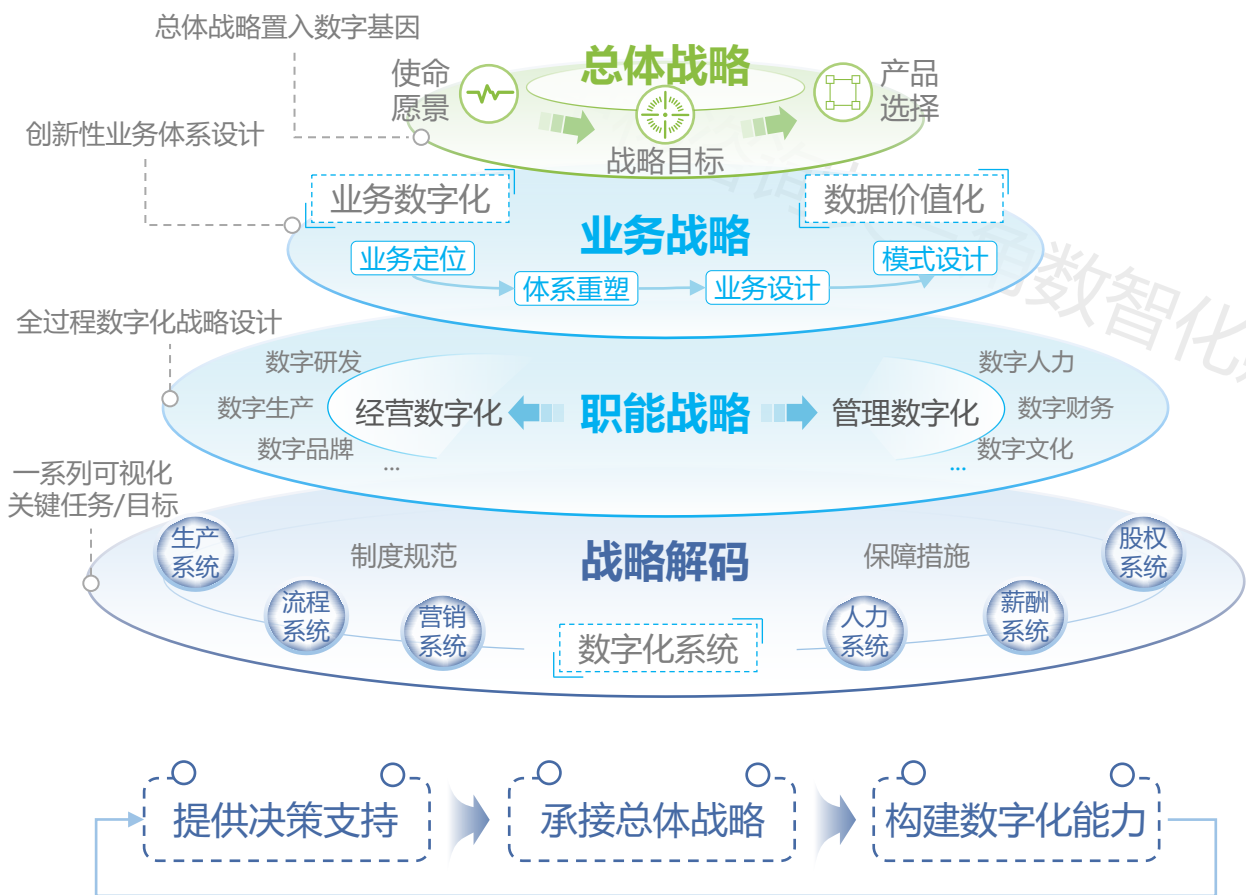 总体战略置入数字基因
总体战略
使命
愿景
产品
选择
战略目标
创新性业务体系设计
业务数字化
数据价值化
业务战略
业务定位
体系重塑
业务设计
模式设计
全过程数字化战略设计
数字研发
数字生产
数字品牌
...
经营数字化
职能战略
管理数字化
数字人力
数字财务
数字文化
...
一系列可视化
关键任务/目标
战略解码
制度规范
保障措施
生产
系统
流程
系统
营销
系统
数字化系统
人力
系统
薪酬
系统
股权
系统
提供决策支持
承接总体战略
构建数字化能力
数智化